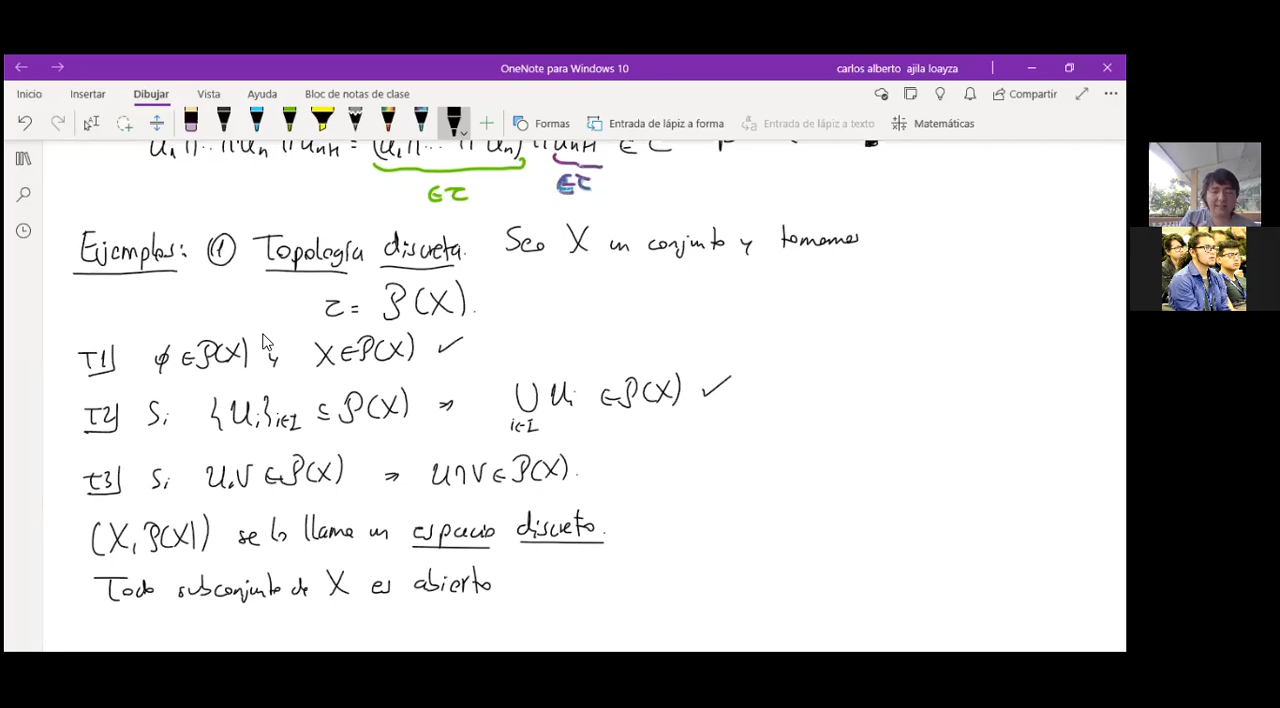 OneNote para Windows 10
carlos alberto ajila loayza
Inicio Insertar Dibujar Vista Ayuda Bloc de notas de clase
Compartir
Formas Entrada de lápiz a forma Entrada de lápiz a texto Matemáticas
∈τ ∈τ
Ejemplos: ① Topología discreta. Sea X un conjunto y tomemos
τ = P(X).
T1] ϕ ∈ P(X) y X ∈ P(X) ✓
T2] Si {Ui}i∈I ⊆ P(X) ⇒ ∪i∈I Ui ∈ P(X) ✓
T3] Si U,V ∈ P(X) ⇒ U∩V ∈ P(X).
(X, P(X)) se lo llama un espacio discreto.
Todo subconjunto de X es abierto